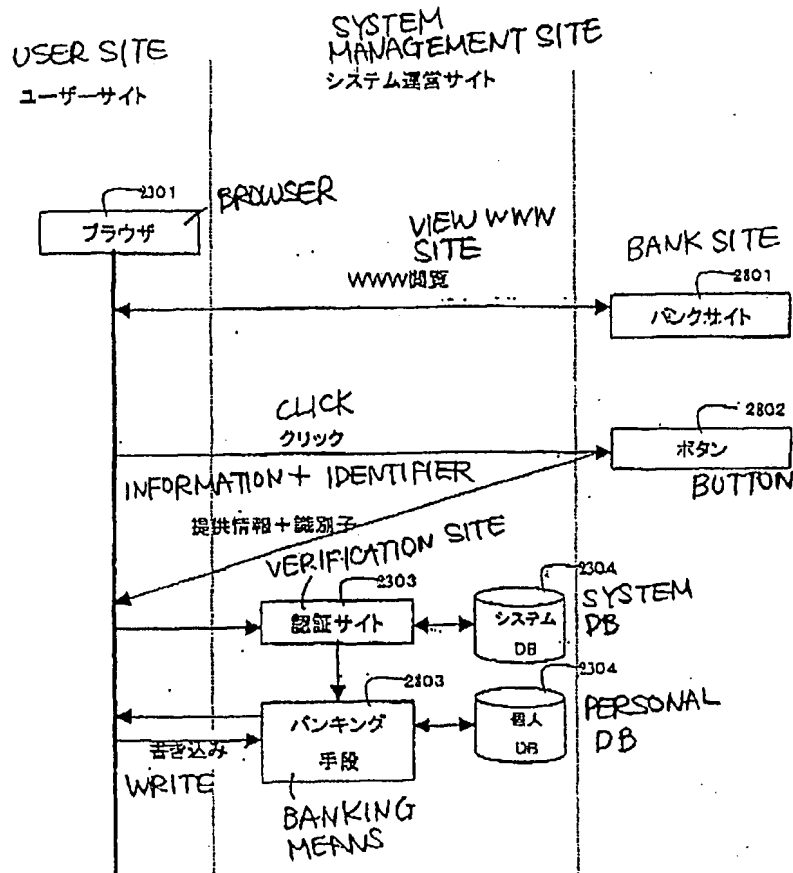 USER SITE
ユーザーサイト
SYSTEM
MANAGEMENT SITE
システム運営サイト
2301
BROWSER
ブラウザ
VIEW WWW
SITE
WWW閲覧
BANK SITE
2801
バンクサイト
CLICK
クリック
2802
ボタン
BUTTON
INFORMATION + IDENTIFIER
提供情報+識別子
VERIFICATION SITE
2303
認証サイト
2304
システム
DB
SYSTEM
DB
2803
バンキング
手段
2304
個人
DB
PERSONAL
DB
書き込み
WRITE
BANKING
MEANS